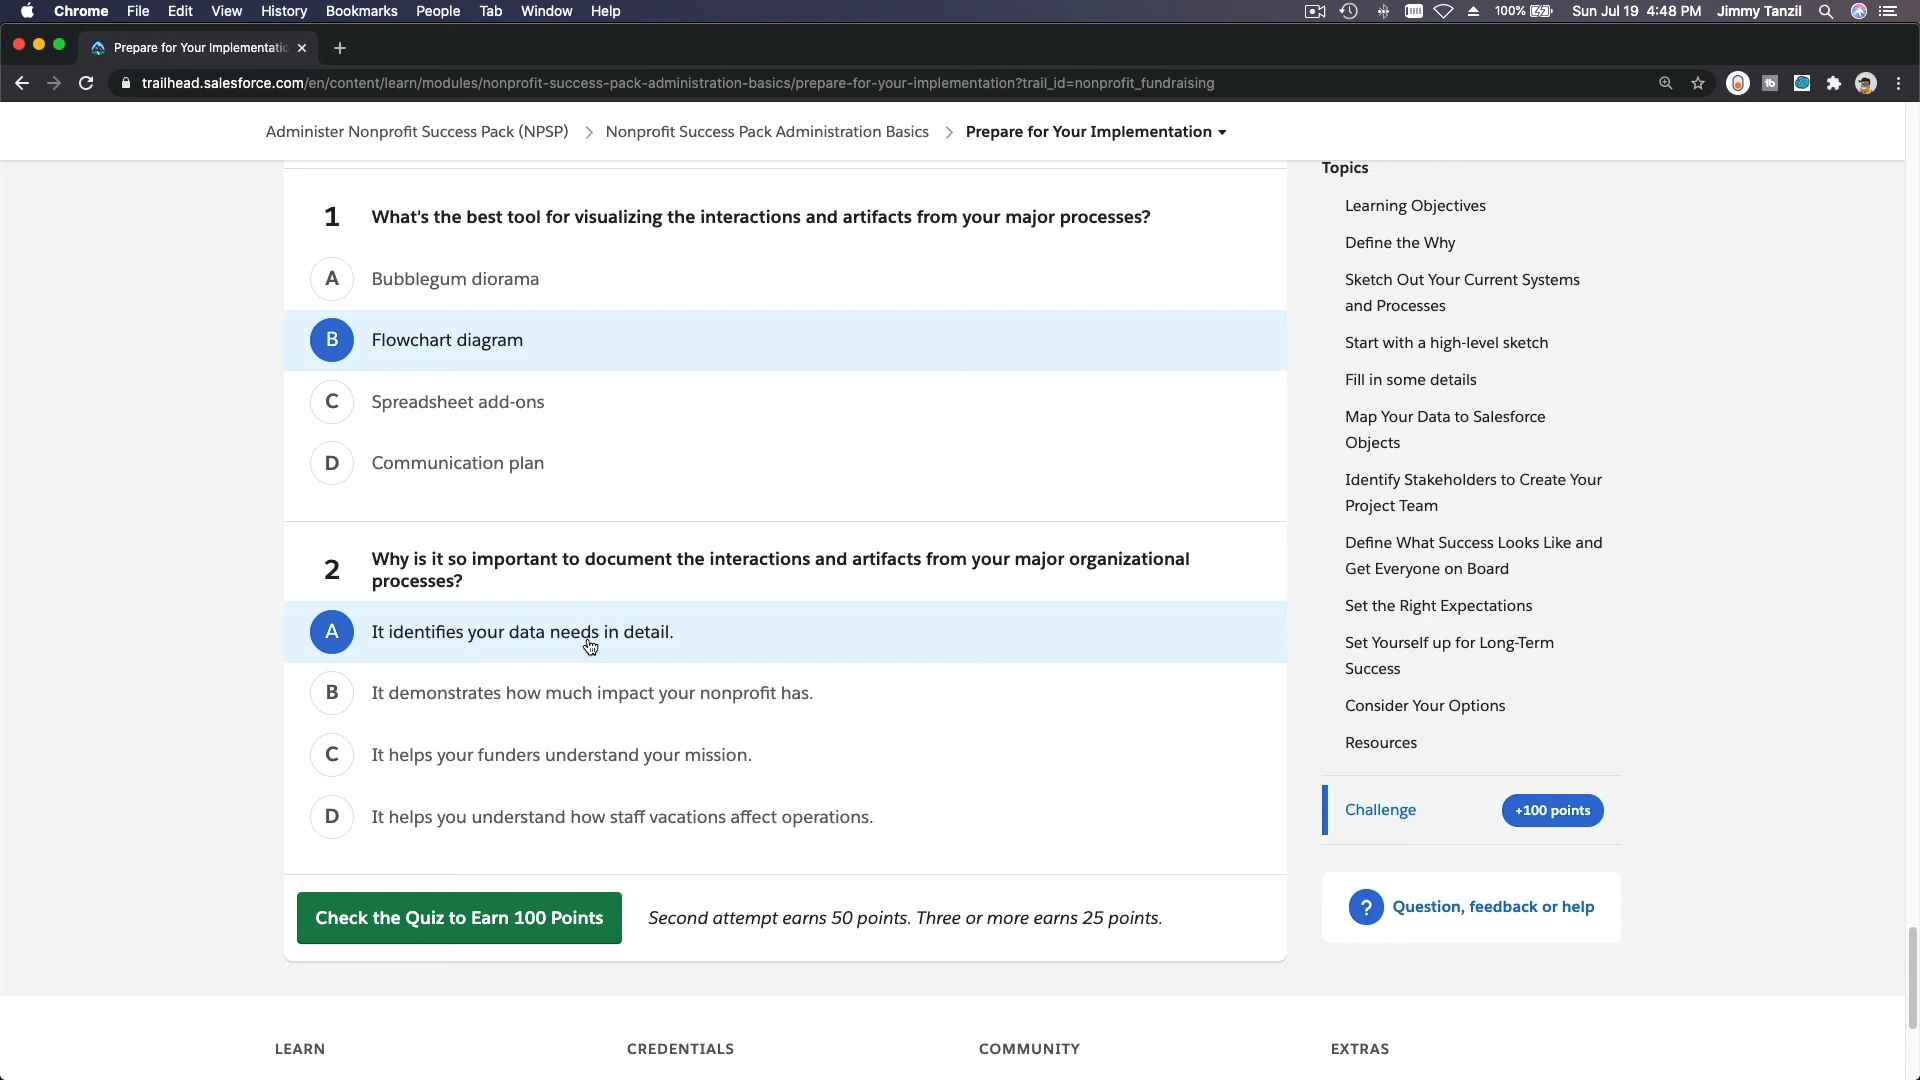 Chrome File Edit View History Bookmarks People Tab Window Help 100% Sun Jul 19 4:48 PM Jimmy Tanzil
Prepare for Your Implementatio
trailhead.salesforce.com/en/content/learn/modules/nonprofit-success-pack-administration-basics/prepare-for-your-implementation?trail_id=nonprofit_fundraising
Administer Nonprofit Success Pack (NPSP) > Nonprofit Success Pack Administration Basics > Prepare for Your Implementation
1 What's the best tool for visualizing the interactions and artifacts from your major processes?
A Bubblegum diorama
B Flowchart diagram
C Spreadsheet add-ons
D Communication plan
2 Why is it so important to document the interactions and artifacts from your major organizational
processes?
A It identifies your data needs in detail.
B It demonstrates how much impact your nonprofit has.
C It helps your funders understand your mission.
D It helps you understand how staff vacations affect operations.
Check the Quiz to Earn 100 Points Second attempt earns 50 points. Three or more earns 25 points.
Topics
Learning Objectives
Define the Why
Sketch Out Your Current Systems
and Processes
Start with a high-level sketch
Fill in some details
Map Your Data to Salesforce
Objects
Identify Stakeholders to Create Your
Project Team
Define What Success Looks Like and
Get Everyone on Board
Set the Right Expectations
Set Yourself up for Long-Term
Success
Consider Your Options
Resources
Challenge +100 points
? Question, feedback or help
LEARN CREDENTIALS COMMUNITY EXTRAS